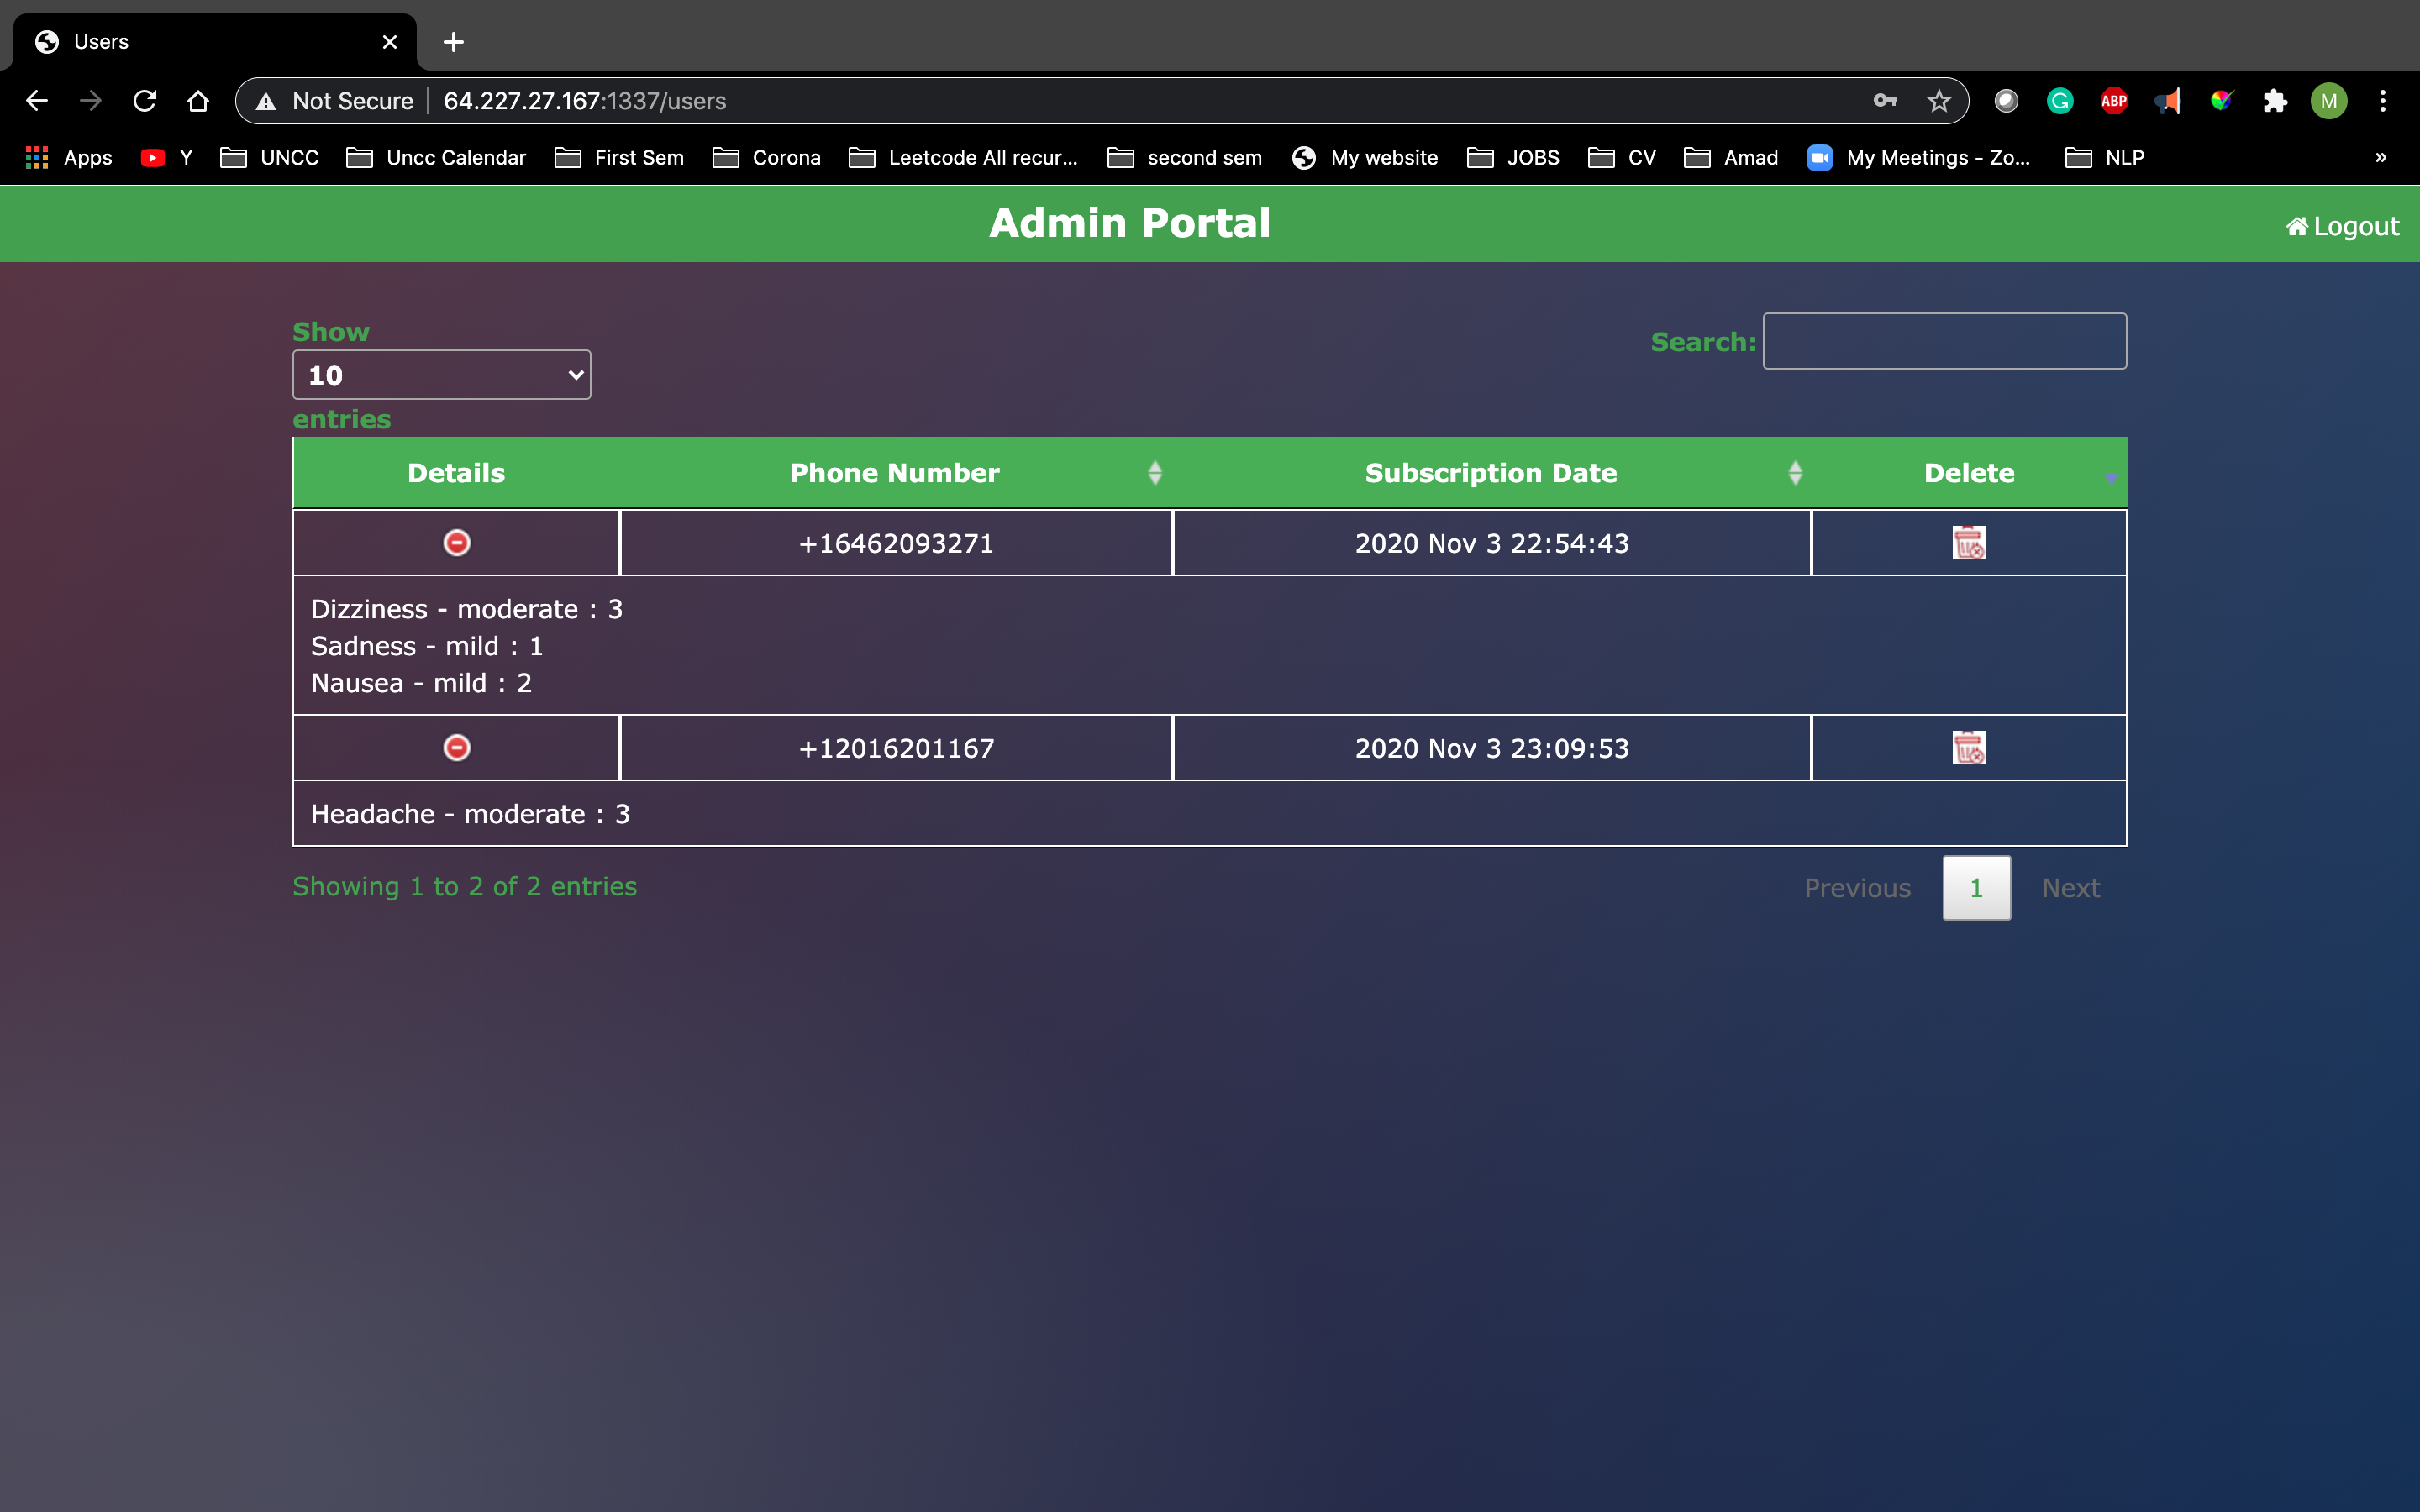 Users
Not Secure 64.227.27.167:1337/users
ABP
M
Apps Y UNCC Uncc Calendar First Sem Corona Leetcode All recur... second sem My website JOBS CV Amad My Meetings - Zo... NLP »
Admin Portal
Logout
Show
10
entries
Search:
Details Phone Number Subscription Date Delete
+16462093271 2020 Nov 3 22:54:43
Dizziness - moderate : 3
Sadness - mild : 1
Nausea - mild : 2
+12016201167 2020 Nov 3 23:09:53
Headache - moderate : 3
Showing 1 to 2 of 2 entries
Previous 1 Next